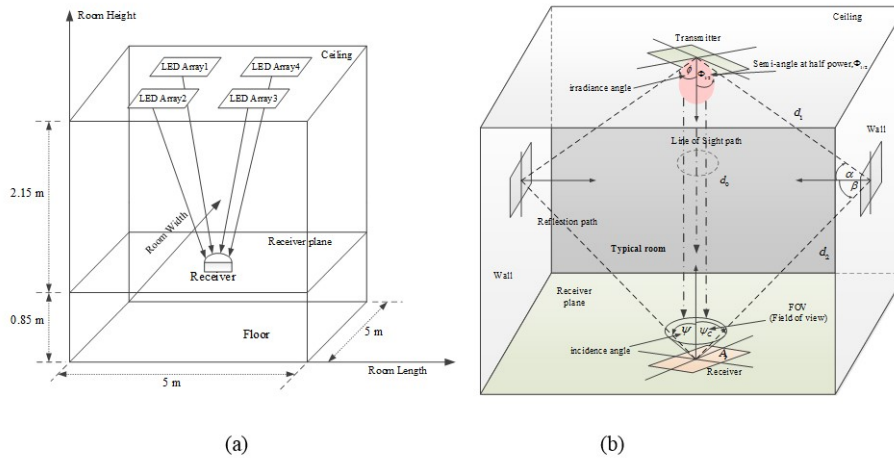 Room Height
Ceiling
LED Array1
LED Array4
LED Array2
LED Array3
2.15 m
Room Width
Receiver plane
Receiver
0.85 m
Floor
5 m
Room Length
5 m
(a)
Ceiling
Transmitter
Semi-angle at half power,Φ1/2
ϕ
Φ1/2
irradiance angle
d1
Wall
Line of Sight path
d0
α
β
Reflection path
Typical room
d2
Wall
Receiver
plane
FOV
(Field of view)
ψ
ψC
incidence angle
A
Receiver
(b)